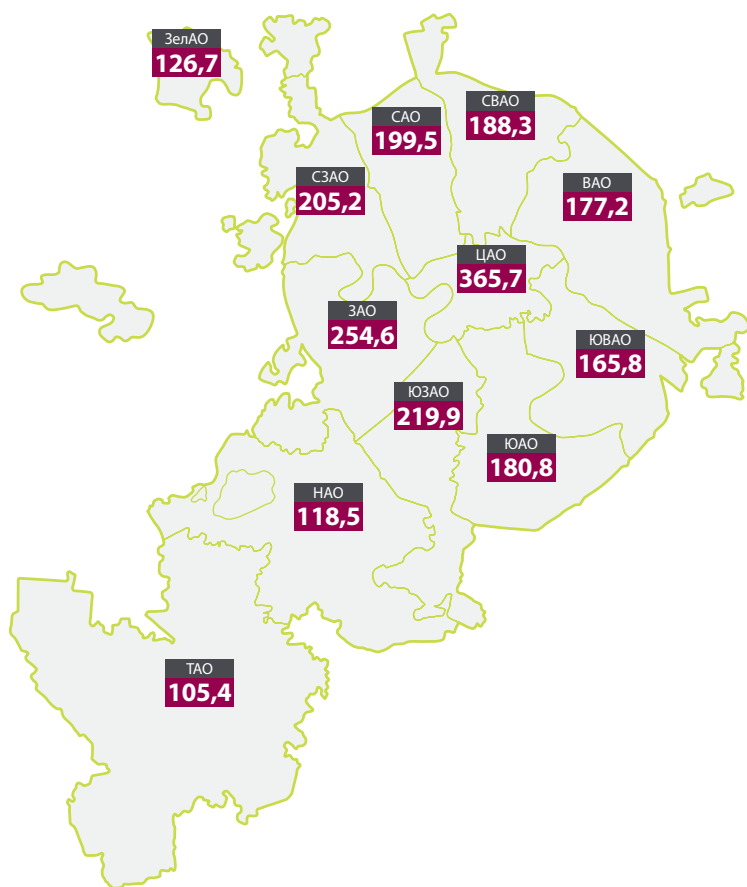 ЗелАО
126,7
СВАО
188,3
САО
199,5
СЗАО
205,2
ВАО
177,2
ЦАО
365,7
ЗАО
254,6
ЮВАО
165,8
ЮЗАО
219,9
ЮАО
180,8
НАО
118,5
ТАО
105,4